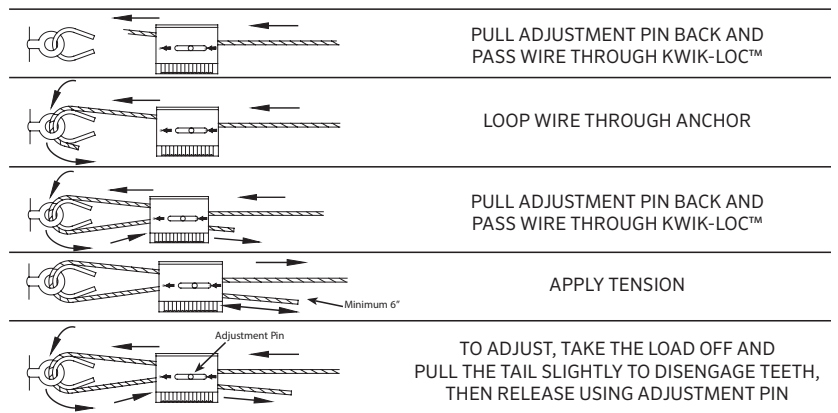 PULL ADJUSTMENT PIN BACK AND
PASS WIRE THROUGH KWIK-LOC™
LOOP WIRE THROUGH ANCHOR
PULL ADJUSTMENT PIN BACK AND
PASS WIRE THROUGH KWIK-LOC™
Minimum 6"
APPLY TENSION
Adjustment Pin
TO ADJUST, TAKE THE LOAD OFF AND
PULL THE TAIL SLIGHTLY TO DISENGAGE TEETH,
THEN RELEASE USING ADJUSTMENT PIN